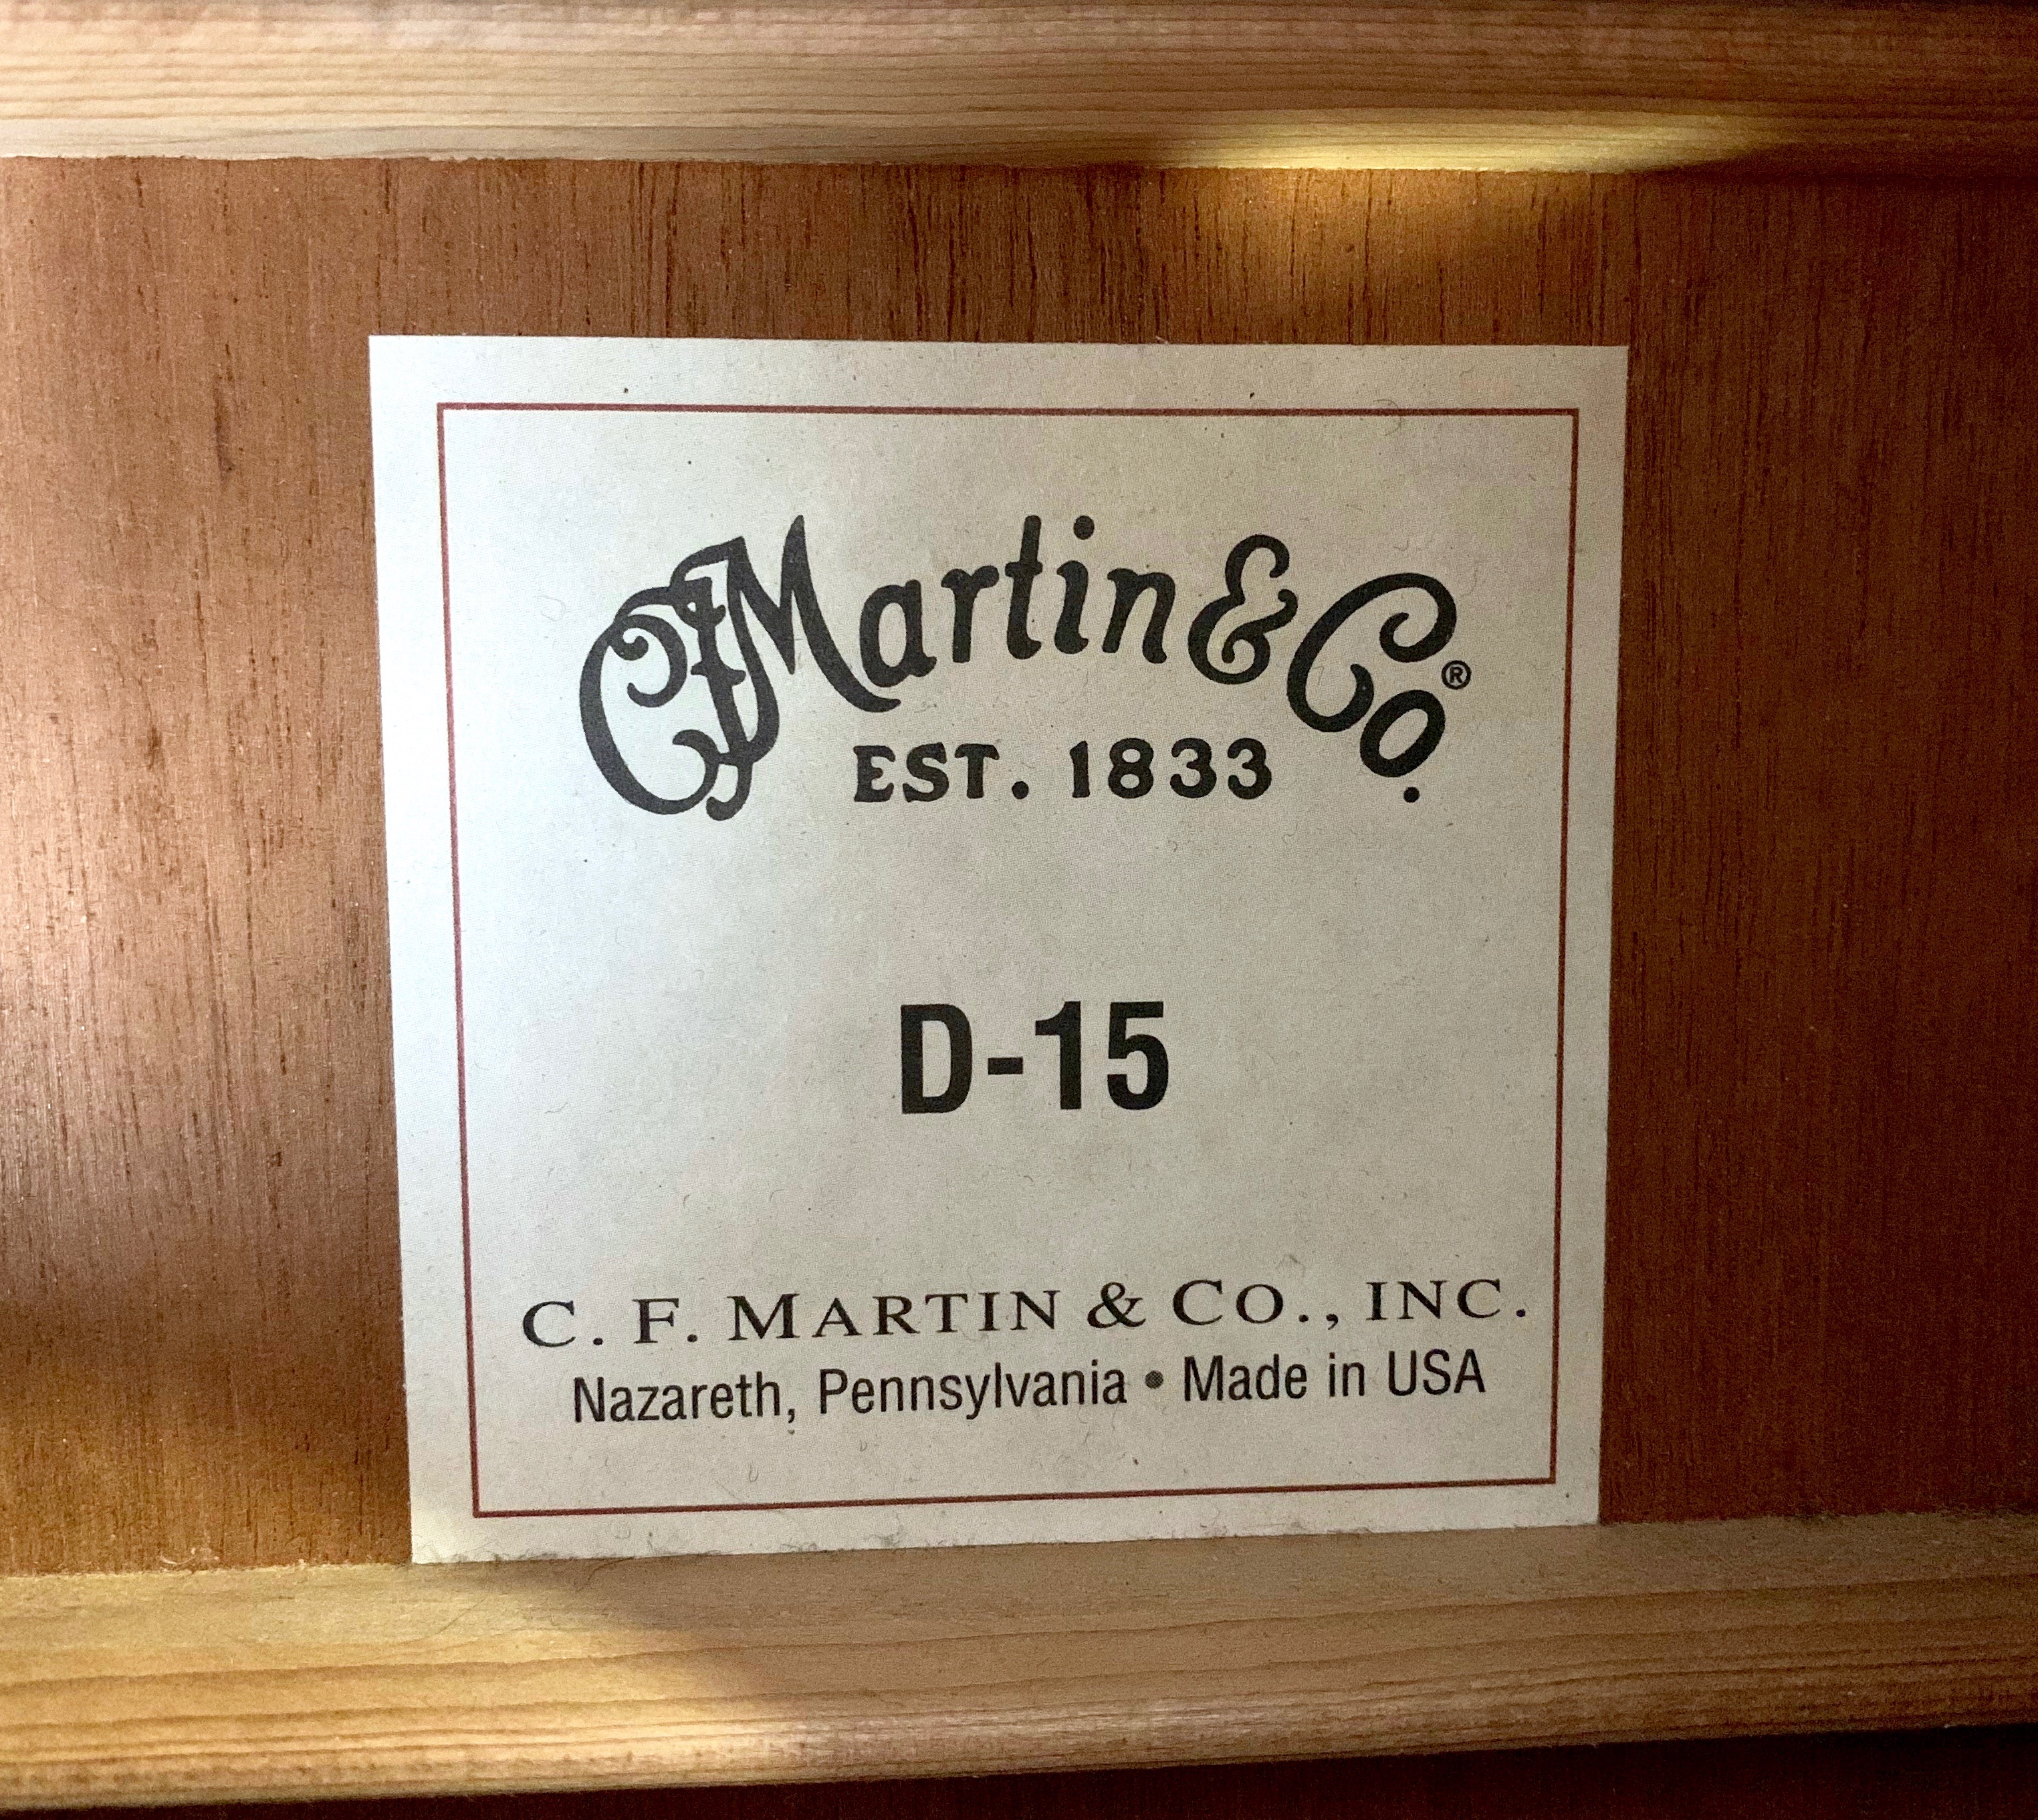 CFMartin & Co.®
EST. 1833
D-15
C. F. MARTIN & CO., INC.
Nazareth, Pennsylvania • Made in USA